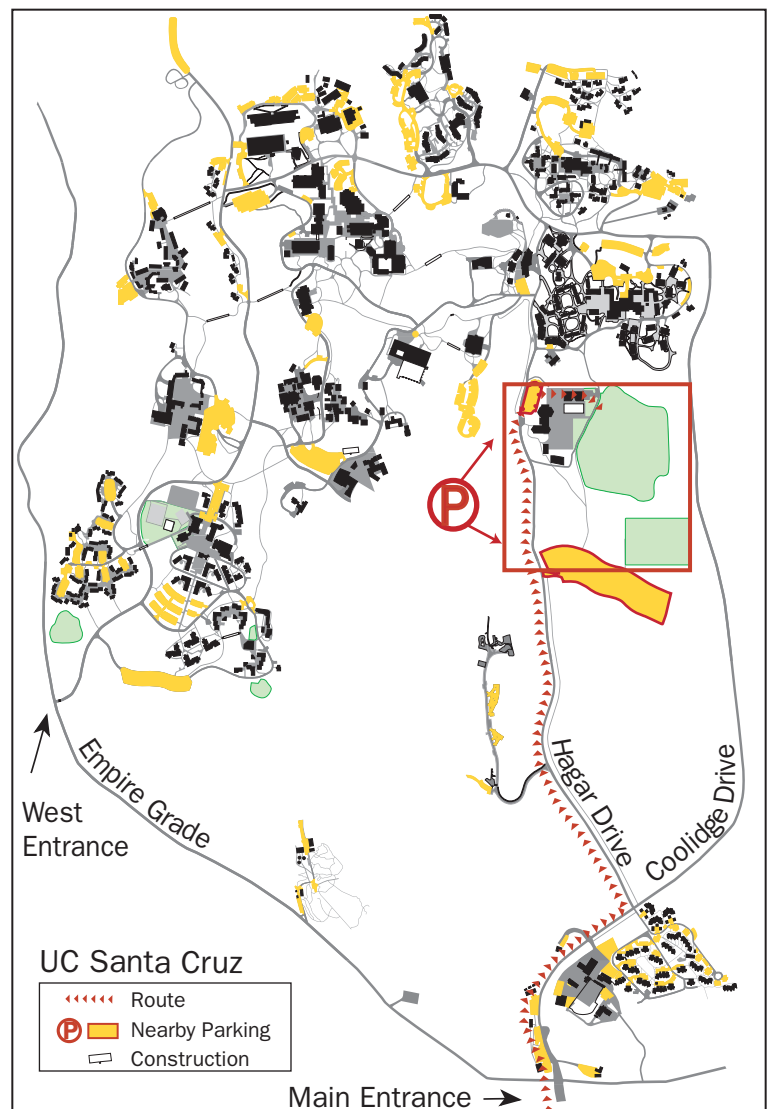 P
Hagar Drive
Coolidge Drive
West
Entrance
Empire Grade
UC Santa Cruz
Route
P Nearby Parking
Construction
Main Entrance